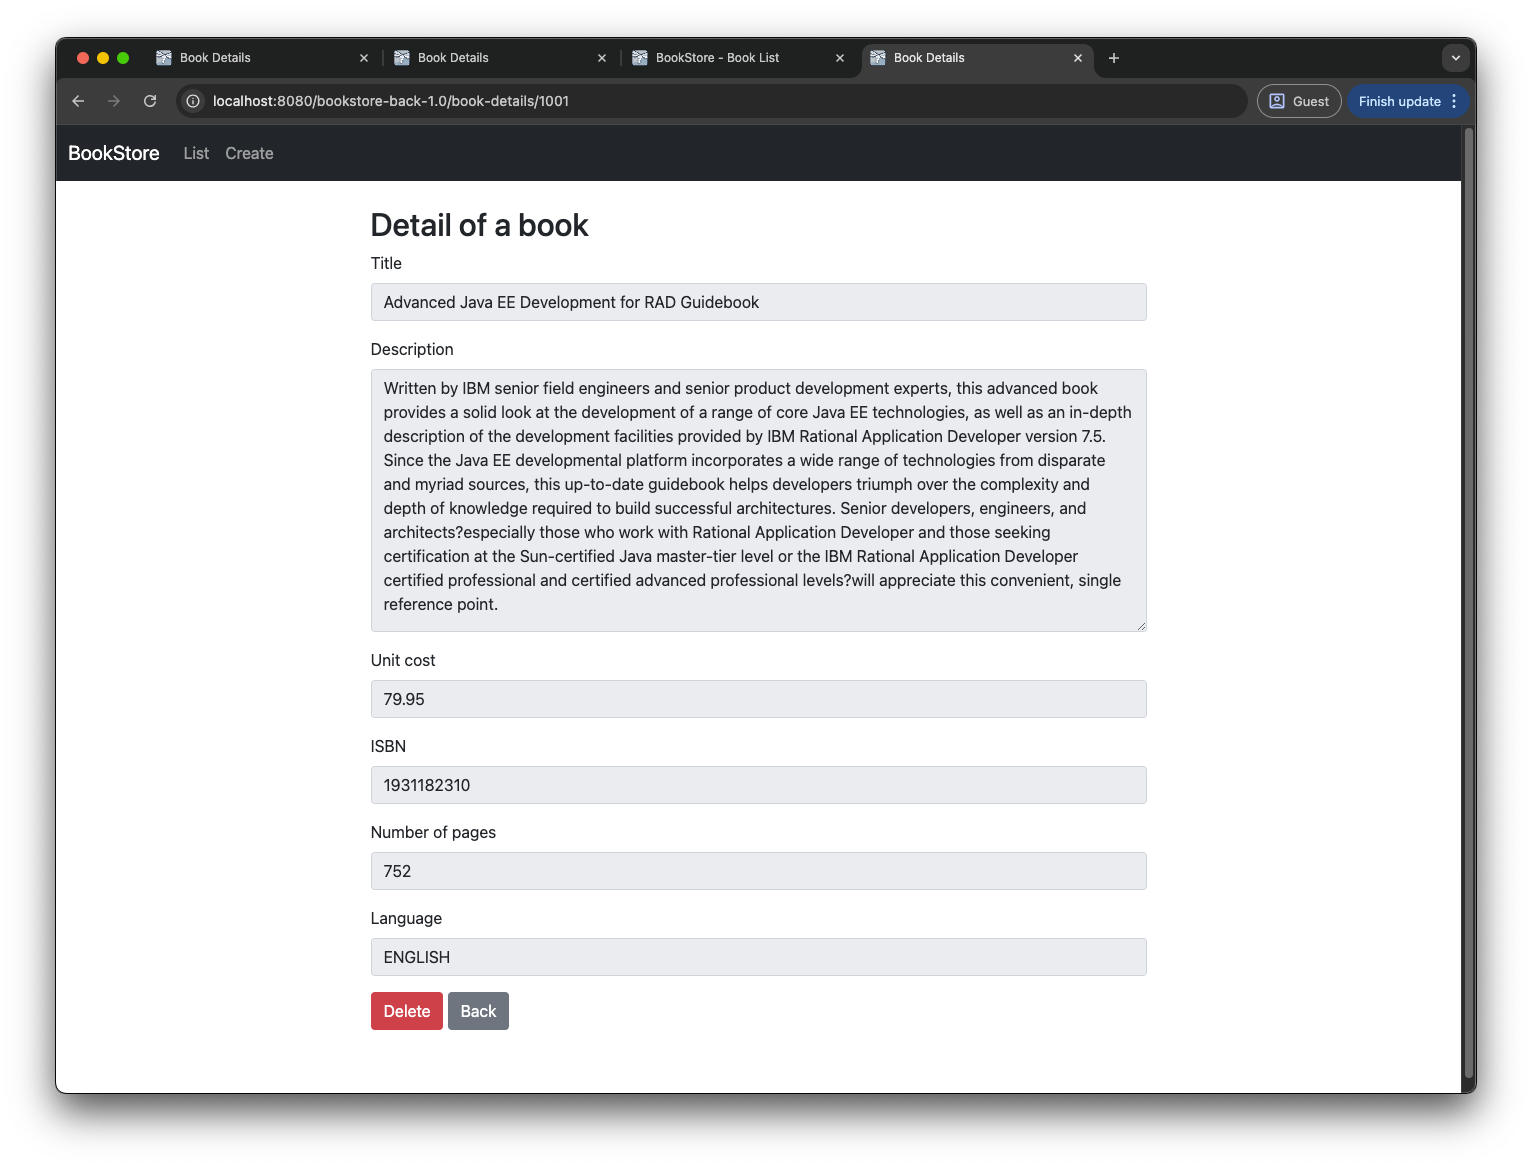 Book Details
Book Details
BookStore - Book List
Book Details
localhost:8080/bookstore-back-1.0/book-details/1001
Guest
Finish update
BookStore
List
Create
Detail of a book
Title
Advanced Java EE Development for RAD Guidebook
Description
Written by IBM senior field engineers and senior product development experts, this advanced book
provides a solid look at the development of a range of core Java EE technologies, as well as an in-depth
description of the development facilities provided by IBM Rational Application Developer version 7.5.
Since the Java EE developmental platform incorporates a wide range of technologies from disparate
and myriad sources, this up-to-date guidebook helps developers triumph over the complexity and
depth of knowledge required to build successful architectures. Senior developers, engineers, and
architects?especially those who work with Rational Application Developer and those seeking
certification at the Sun-certified Java master-tier level or the IBM Rational Application Developer
certified professional and certified advanced professional levels?will appreciate this convenient, single
reference point.
Unit cost
79.95
ISBN
1931182310
Number of pages
752
Language
ENGLISH
Delete
Back